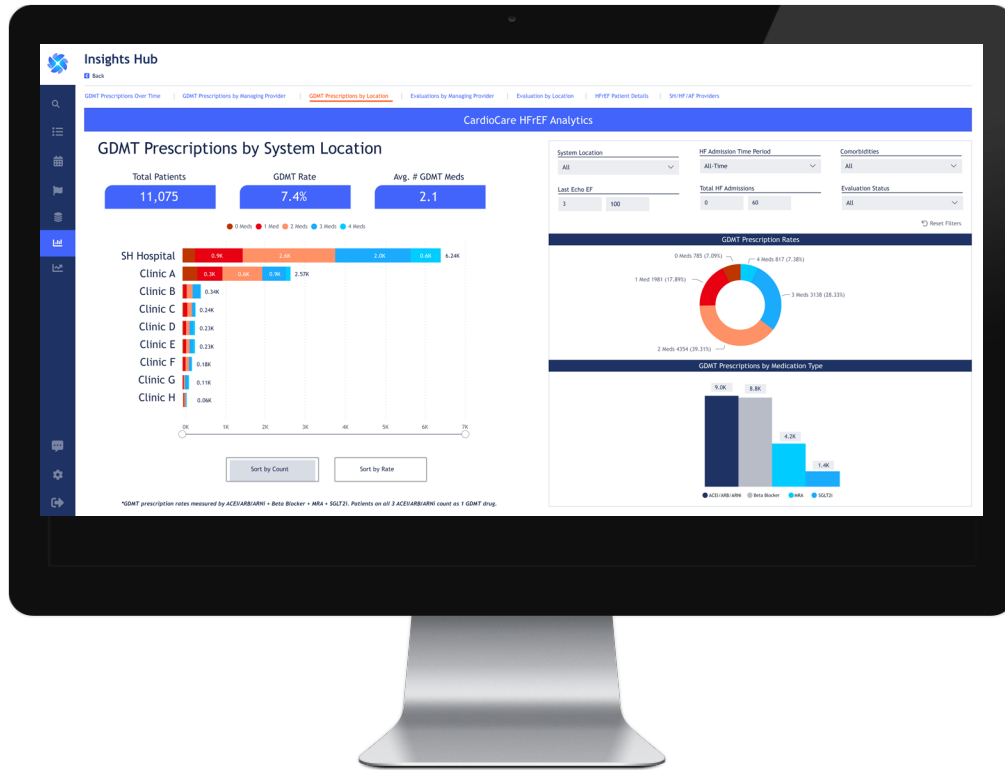 Insights Hub
Back
GDMT Prescriptions Over Time
GDMT Prescriptions by Managing Provider
GDMT Prescriptions by Location
Evaluations by Managing Provider
Evaluation by Location
HFrEF Patient Details
SH/HF/AF Providers
CardioCare HFrEF Analytics
GDMT Prescriptions by System Location
Total Patients
11,075
GDMT Rate
7.4%
Avg. # GDMT Meds
2.1
0 Meds 1 Med 2 Meds 3 Meds 4 Meds
SH Hospital 0.9K 2.6K 2.0K 0.6K 6.24K
Clinic A 0.3K 0.6K 0.9K 2.57K
Clinic B 0.34K
Clinic C 0.24K
Clinic D 0.23K
Clinic E 0.23K
Clinic F 0.18K
Clinic G 0.11K
Clinic H 0.06K
0K 1K 2K 3K 4K 5K 6K 7K
Sort by Count
Sort by Rate
*GDMT prescription rates measured by ACEI/ARB/ARNI + Beta Blocker + MRA + SGLT2I. Patients on all 3 ACEI/ARB/ARNI count as 1 GDMT drug.
System Location
All
HF Admission Time Period
All-Time
Comorbidities
All
Last Echo EF
3 100
Total HF Admissions
0 60
Evaluation Status
All
Reset Filters
GDMT Prescription Rates
0 Meds 785 (7.09%)
4 Meds 817 (7.38%)
1 Med 1981 (17.89%)
3 Meds 3138 (28.33%)
2 Meds 4354 (39.31%)
GDMT Prescriptions by Medication Type
9.0K
8.8K
4.2K
1.4K
ACEI/ARB/ARNI Beta Blocker MRA SGLT2I